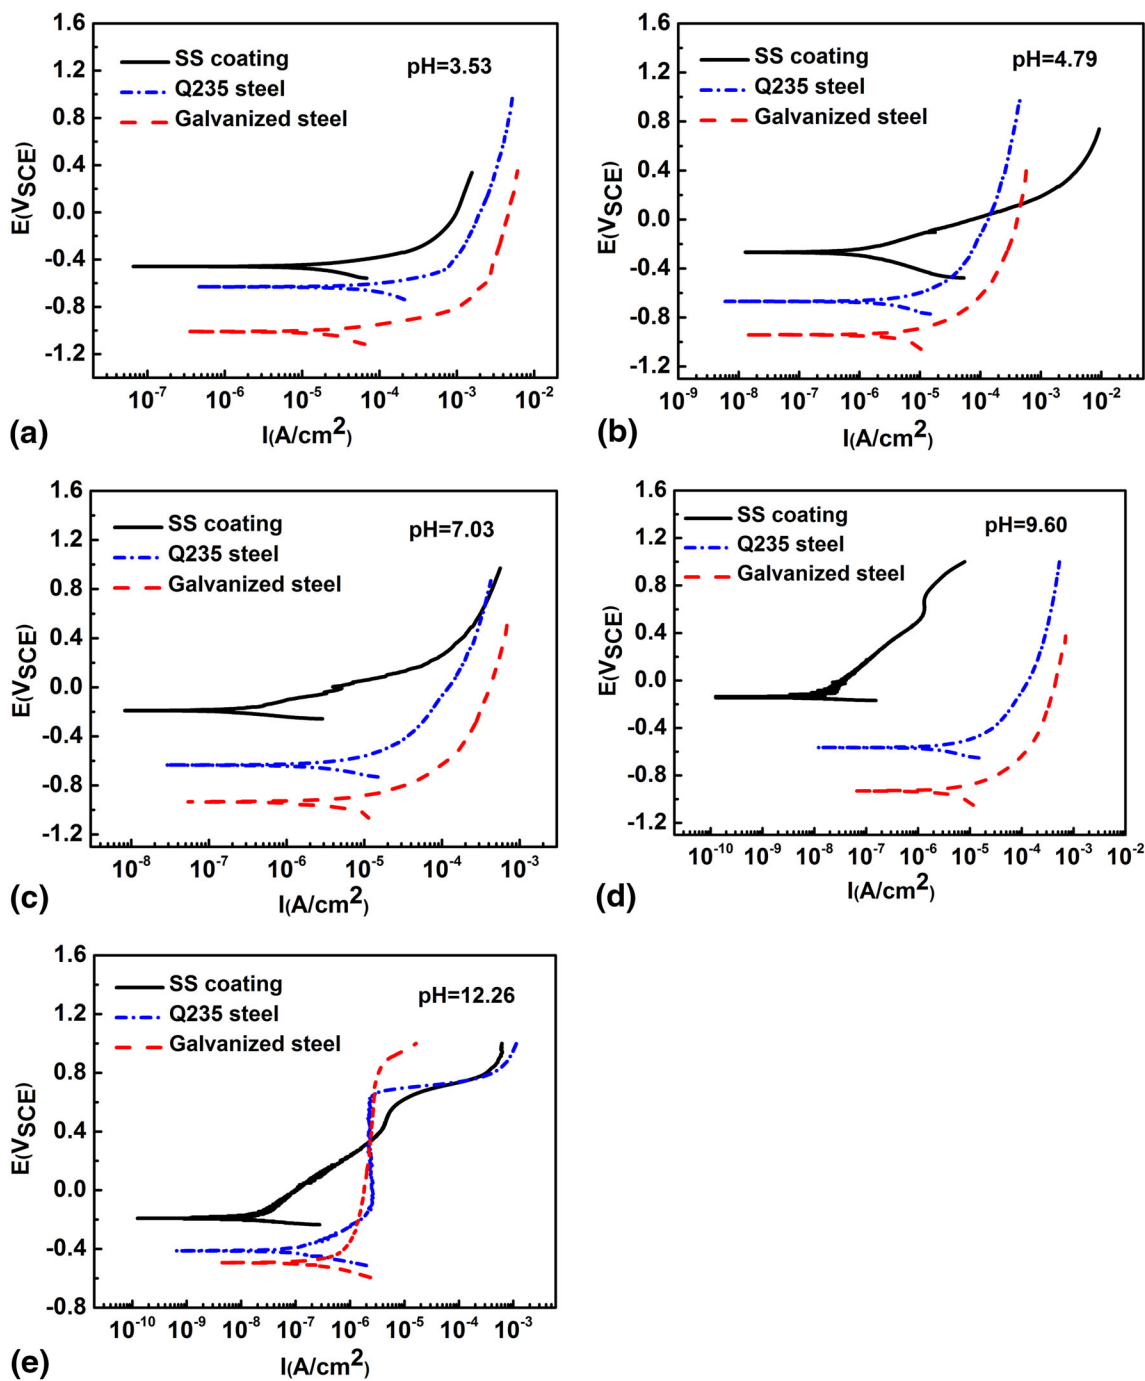 1.6
1.2
0.8
0.4
0.0
-0.4
-0.8
-1.2
E(VSCE)
SS coating
Q235 steel
Galvanized steel
pH=3.53
10-7 10-6 10-5 10-4 10-3 10-2
I(A/cm2)
(a)
1.6
1.2
0.8
0.4
0.0
-0.4
-0.8
-1.2
E(VSCE)
SS coating
Q235 steel
Galvanized steel
pH=4.79
10-9 10-8 10-7 10-6 10-5 10-4 10-3 10-2
I(A/cm2)
(b)
1.6
1.2
0.8
0.4
0.0
-0.4
-0.8
-1.2
E(VSCE)
SS coating
Q235 steel
Galvanized steel
pH=7.03
10-8 10-7 10-6 10-5 10-4 10-3
I(A/cm2)
(c)
1.6
1.2
0.8
0.4
0.0
-0.4
-0.8
-1.2
E(VSCE)
SS coating
Q235 steel
Galvanized steel
pH=9.60
10-10 10-9 10-8 10-7 10-6 10-5 10-4 10-3 10-2
I(A/cm2)
(d)
1.6
1.2
0.8
0.4
0.0
-0.4
-0.8
E(VSCE)
SS coating
Q235 steel
Galvanized steel
pH=12.26
10-10 10-9 10-8 10-7 10-6 10-5 10-4 10-3
I(A/cm2)
(e)